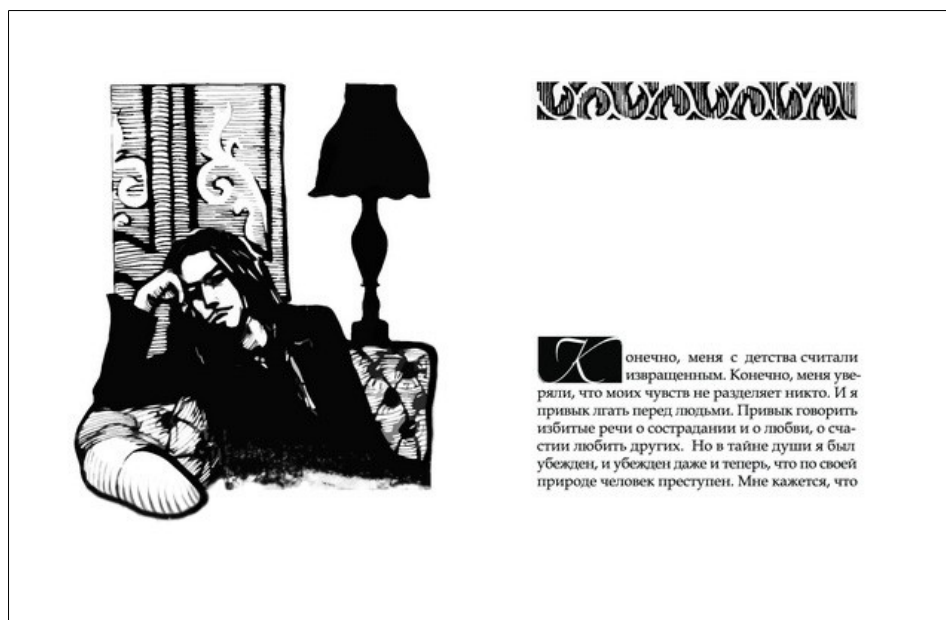 Конечно, меня с детства считали
извращенным. Конечно, меня уве-
ряли, что моих чувств не разделяет никто. И я
привык лгать перед людьми. Привык говорить
избитые речи о сострадании и о любви, о сча-
стии любить других. Но в тайне души я был
убежден, и убежден даже и теперь, что по своей
природе человек преступен. Мне кажется, что